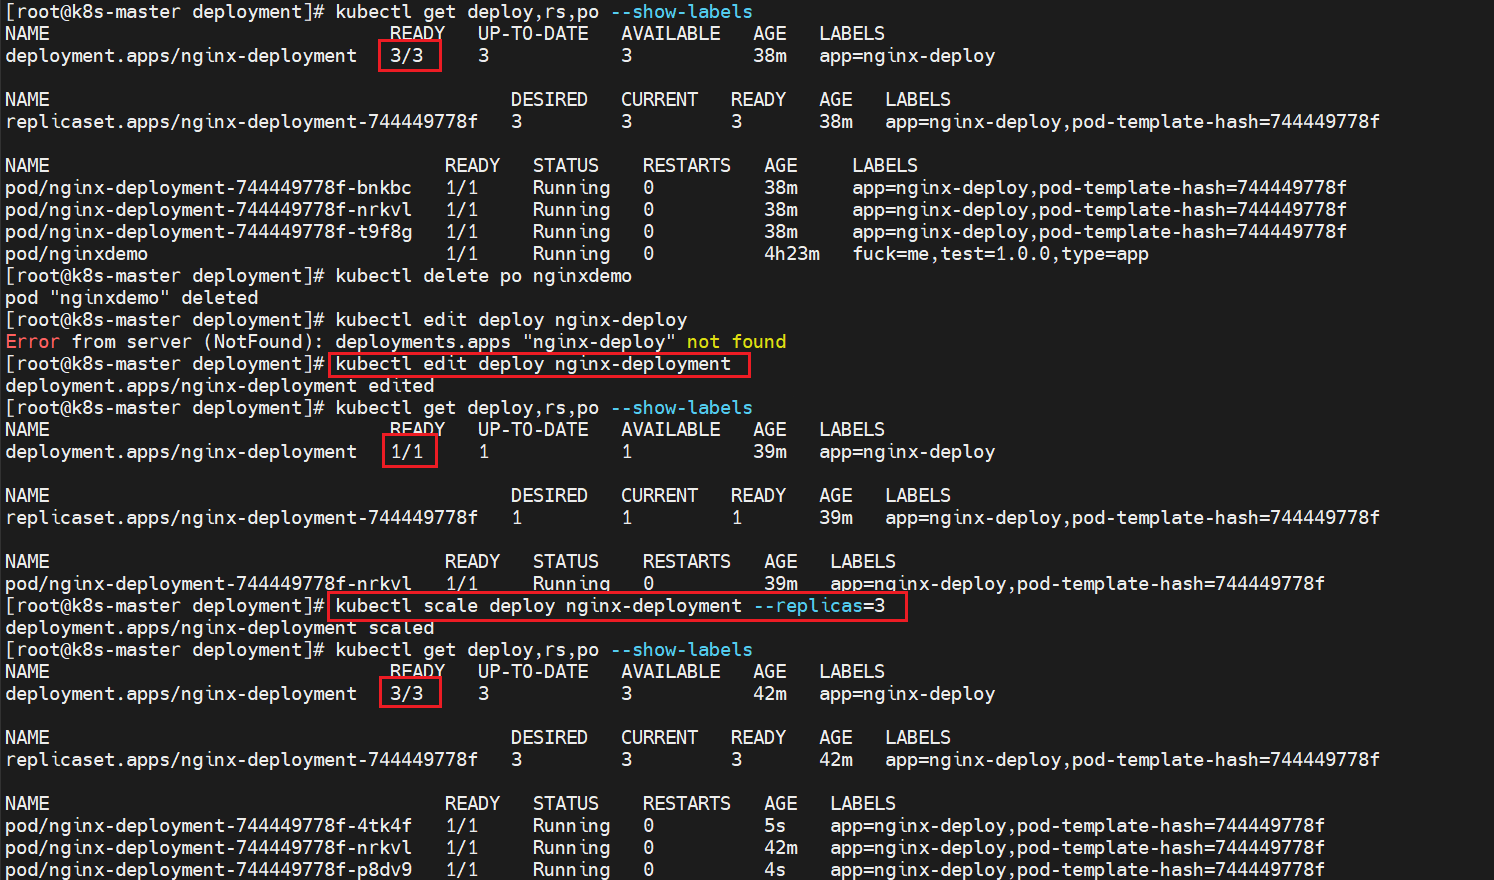 [root@k8s-master deployment]# kubectl get deploy,rs,po --show-labels
NAME                               READY   UP-TO-DATE   AVAILABLE   AGE   LABELS
deployment.apps/nginx-deployment   3/3     3            3           38m   app=nginx-deploy

NAME                                          DESIRED   CURRENT   READY   AGE   LABELS
replicaset.apps/nginx-deployment-744449778f   3         3         3       38m   app=nginx-deploy,pod-template-hash=744449778f

NAME                                    READY   STATUS    RESTARTS   AGE     LABELS
pod/nginx-deployment-744449778f-bnkbc   1/1     Running   0          38m     app=nginx-deploy,pod-template-hash=744449778f
pod/nginx-deployment-744449778f-nrkvl   1/1     Running   0          38m     app=nginx-deploy,pod-template-hash=744449778f
pod/nginx-deployment-744449778f-t9f8g   1/1     Running   0          38m     app=nginx-deploy,pod-template-hash=744449778f
pod/nginxdemo                           1/1     Running   0          4h23m   fuck=me,test=1.0.0,type=app
[root@k8s-master deployment]# kubectl delete po nginxdemo
pod "nginxdemo" deleted
[root@k8s-master deployment]# kubectl edit deploy nginx-deploy
Error from server (NotFound): deployments.apps "nginx-deploy" not found
[root@k8s-master deployment]# kubectl edit deploy nginx-deployment
deployment.apps/nginx-deployment edited
[root@k8s-master deployment]# kubectl get deploy,rs,po --show-labels
NAME                               READY   UP-TO-DATE   AVAILABLE   AGE   LABELS
deployment.apps/nginx-deployment   1/1     1            1           39m   app=nginx-deploy

NAME                                          DESIRED   CURRENT   READY   AGE   LABELS
replicaset.apps/nginx-deployment-744449778f   1         1         1       39m   app=nginx-deploy,pod-template-hash=744449778f

NAME                                    READY   STATUS    RESTARTS   AGE   LABELS
pod/nginx-deployment-744449778f-nrkvl   1/1     Running   0          39m   app=nginx-deploy,pod-template-hash=744449778f
[root@k8s-master deployment]# kubectl scale deploy nginx-deployment --replicas=3
deployment.apps/nginx-deployment scaled
[root@k8s-master deployment]# kubectl get deploy,rs,po --show-labels
NAME                               READY   UP-TO-DATE   AVAILABLE   AGE   LABELS
deployment.apps/nginx-deployment   3/3     3            3           42m   app=nginx-deploy

NAME                                          DESIRED   CURRENT   READY   AGE   LABELS
replicaset.apps/nginx-deployment-744449778f   3         3         3       42m   app=nginx-deploy,pod-template-hash=744449778f

NAME                                    READY   STATUS    RESTARTS   AGE   LABELS
pod/nginx-deployment-744449778f-4tk4f   1/1     Running   0          5s    app=nginx-deploy,pod-template-hash=744449778f
pod/nginx-deployment-744449778f-nrkvl   1/1     Running   0          42m   app=nginx-deploy,pod-template-hash=744449778f
pod/nginx-deployment-744449778f-p8dv9   1/1     Running   0          4s    app=nginx-deploy,pod-template-hash=744449778f